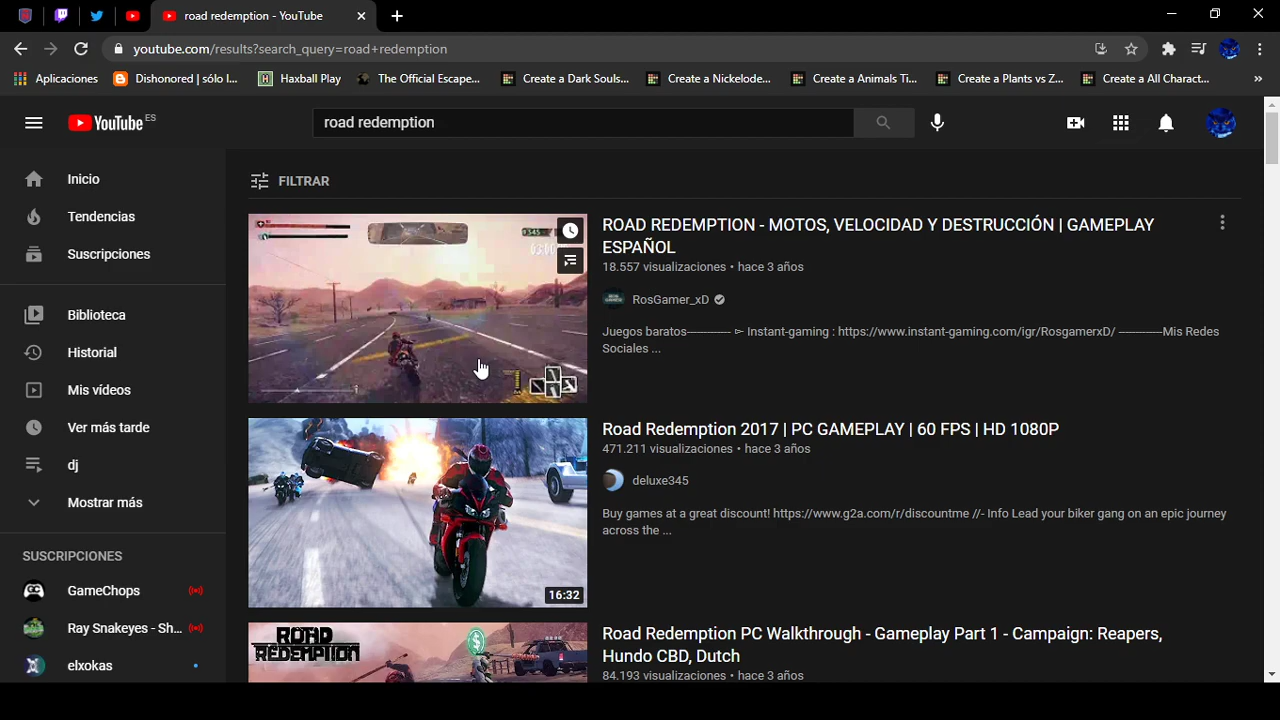 road redemption - YouTube
youtube.com/results?search_query=road+redemption
Aplicaciones
Dishonored | sólo l...
Haxball Play
The Official Escape...
Create a Dark Souls...
Create a Nickelode...
Create a Animals Ti...
Create a Plants vs Z...
Create a All Charact...
YouTube ES
road redemption
Inicio
Tendencias
Suscripciones
Biblioteca
Historial
Mis vídeos
Ver más tarde
dj
Mostrar más
SUSCRIPCIONES
GameChops
Ray Snakeyes - Sh...
elxokas
FILTRAR
ROAD REDEMPTION - MOTOS, VELOCIDAD Y DESTRUCCIÓN | GAMEPLAY
ESPAÑOL
18.557 visualizaciones • hace 3 años
RosGamer_xD
Juegos baratos————— ➢ Instant-gaming : https://www.instant-gaming.com/igr/RosgamerxD/ —————Mis Redes
Sociales ...
16:32
Road Redemption 2017 | PC GAMEPLAY | 60 FPS | HD 1080P
471.211 visualizaciones • hace 3 años
deluxe345
Buy games at a great discount! https://www.g2a.com/r/discountme //- Info Lead your biker gang on an epic journey
across the ...
ROAD
REDEMPTION
Road Redemption PC Walkthrough - Gameplay Part 1 - Campaign: Reapers,
Hundo CBD, Dutch
84.193 visualizaciones • hace 3 años